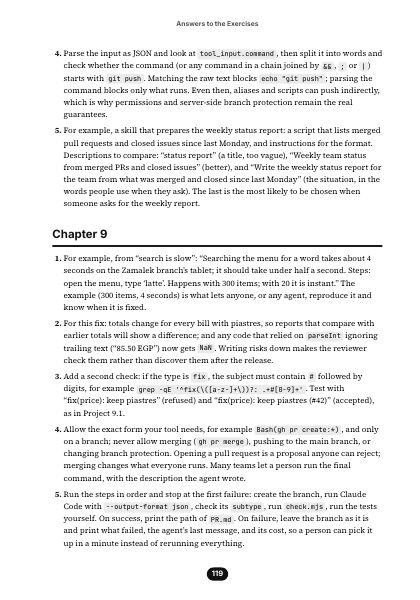 Answers to the Exercises
4. Parse the input as JSON and look at tool_input.command, then split it into words and
check whether the command (or any command in a chain joined by &&, ; or |)
starts with git push. Matching the raw text blocks echo "git push"; parsing the
command blocks only what runs. Even then, aliases and scripts can push indirectly,
which is why permissions and server-side branch protection remain the real
guarantees.
5. For example, a skill that prepares the weekly status report: a script that lists merged
pull requests and closed issues since last Monday, and instructions for the format.
Descriptions to compare: “status report” (a title, too vague), “Weekly team status
from merged PRs and closed issues” (better), and “Write the weekly status report for
the team from what was merged and closed since last Monday” (the situation, in the
words people use when they ask). The last is the most likely to be chosen when
someone asks for the weekly report.
Chapter 9
1. For example, from “search is slow”: “Searching the menu for a word takes about 4
seconds on the Zamalek branch’s tablet; it should take under half a second. Steps:
open the menu, type ‘latte’. Happens with 300 items; with 20 it is instant.” The
example (300 items, 4 seconds) is what lets anyone, or any agent, reproduce it and
know when it is fixed.
2. For this fix: totals change for every bill with piastres, so reports that compare with
earlier totals will show a difference; and any code that relied on parseInt ignoring
trailing text (“85.50 EGP”) now gets NaN. Writing risks down makes the reviewer
check them rather than discover them after the release.
3. Add a second check: if the type is fix, the subject must contain # followed by
digits, for example grep -qE '^fix(\([a-z-]+\))?: .+#[0-9]+'. Test with
“fix(price): keep piastres” (refused) and “fix(price): keep piastres (#42)” (accepted),
as in Project 9.1.
4. Allow the exact form your tool needs, for example Bash(gh pr create:*), and only
on a branch; never allow merging (gh pr merge), pushing to the main branch, or
changing branch protection. Opening a pull request is a proposal anyone can reject;
merging changes what everyone runs. Many teams let a person run the final
command, with the description the agent wrote.
5. Run the steps in order and stop at the first failure: create the branch, run Claude
Code with --output-format json, check its subtype, run check.mjs, run the tests
yourself. On success, print the path of PR.md. On failure, leave the branch as it is
and print what failed, the agent’s last message, and its cost, so a person can pick it
up in a minute instead of rerunning everything.
119